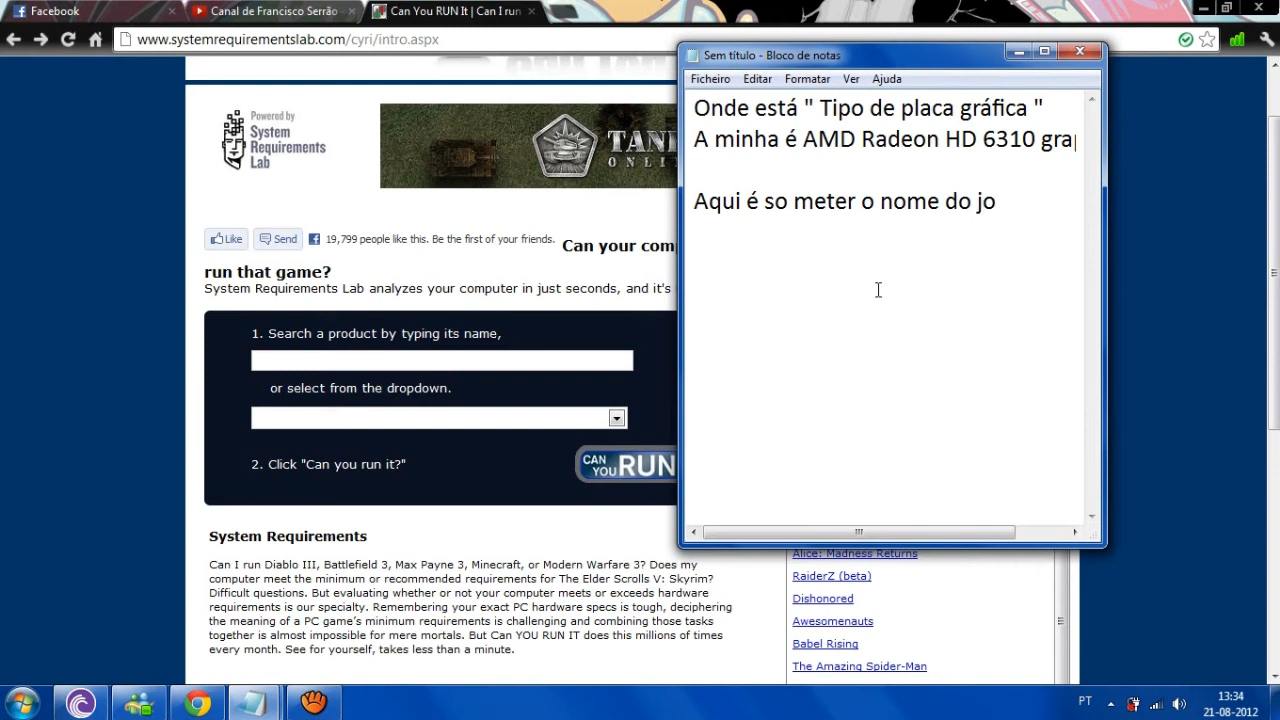 Facebook
Canal de Francisco Serrão
Can You RUN It | Can I run
www.systemrequirementslab.com/cyri/intro.aspx
Powered by
System
Requirements
Lab
ONLINE
Like
Send
19,799 people like this. Be the first of your friends.
Can your
run that game?
System Requirements Lab analyzes your computer in just seconds, and it's
1. Search a product by typing its name,
or select from the dropdown.
2. Click "Can you run it?"
CAN YOU RUN
System Requirements
Can I run Diablo III, Battlefield 3, Max Payne 3, Minecraft, or Modern Warfare 3? Does my
computer meet the minimum or recommended requirements for The Elder Scrolls V: Skyrim?
Difficult questions. But evaluating whether or not your computer meets or exceeds hardware
requirements is our specialty. Remembering your exact PC hardware specs is tough, deciphering
the meaning of a PC game's minimum requirements is challenging and combining those tasks
together is almost impossible for mere mortals. But Can YOU RUN IT does this millions of times
every month. See for yourself, takes less than a minute.
Sem título - Bloco de notas
Ficheiro Editar Formatar Ver Ajuda
Onde está " Tipo de placa gráfica "
A minha é AMD Radeon HD 6310
Aqui é so meter o nome do jo
Alice: Madness Returns
RaiderZ (beta)
Dishonored
Awesomenauts
Babel Rising
The Amazing Spider-Man
PT
13:34
21-08-2012